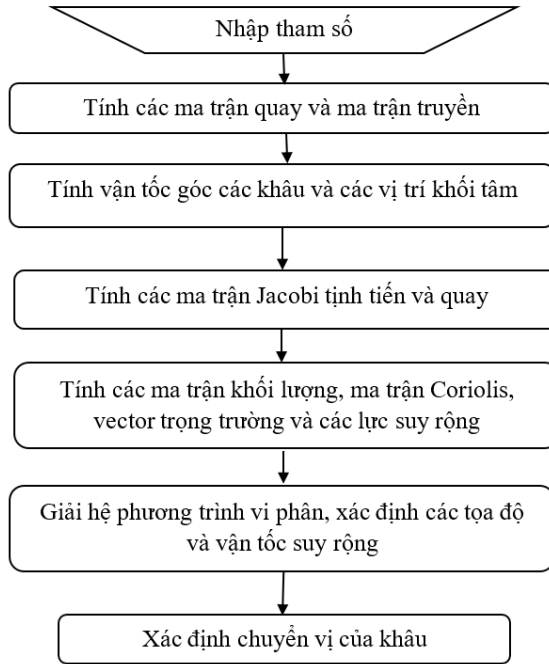 Nhập tham số
Tính các ma trận quay và ma trận truyền
Tính vận tốc góc các khâu và các vị trí khối tâm
Tính các ma trận Jacobi tịnh tiến và quay
Tính các ma trận khối lượng, ma trận Coriolis,
vector trọng trường và các lực suy rộng
Giải hệ phương trình vi phân, xác định các tọa độ
và vận tốc suy rộng
Xác định chuyển vị của khâu